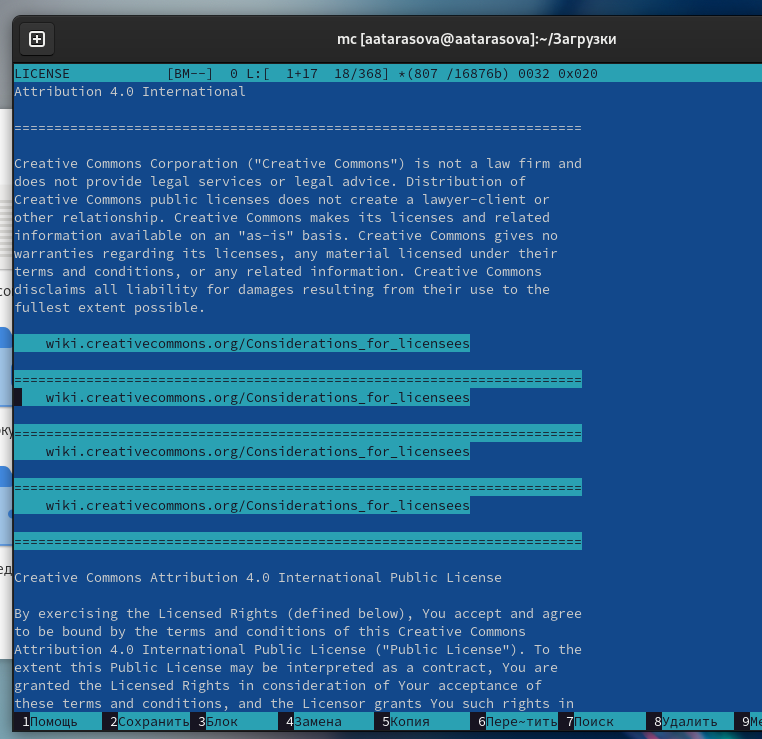 mc [aatarasova@aatarasova]:~/Загрузки
LICENSE            [BM--]  0 L:[  1+17  18/368] *(807 /16876b) 0032 0x020
Attribution 4.0 International
=======================================================================
Creative Commons Corporation ("Creative Commons") is not a law firm and
does not provide legal services or legal advice. Distribution of
Creative Commons public licenses does not create a lawyer-client or
other relationship. Creative Commons makes its licenses and related
information available on an "as-is" basis. Creative Commons gives no
warranties regarding its licenses, any material licensed under their
terms and conditions, or any related information. Creative Commons
disclaims all liability for damages resulting from their use to the
fullest extent possible.
wiki.creativecommons.org/Considerations_for_licensees
=======================================================================
wiki.creativecommons.org/Considerations_for_licensees
=======================================================================
wiki.creativecommons.org/Considerations_for_licensees
=======================================================================
wiki.creativecommons.org/Considerations_for_licensees
=======================================================================
Creative Commons Attribution 4.0 International Public License
By exercising the Licensed Rights (defined below), You accept and agree
to be bound by the terms and conditions of this Creative Commons
Attribution 4.0 International Public License ("Public License"). To the
extent this Public License may be interpreted as a contract, You are
granted the Licensed Rights in consideration of Your acceptance of
these terms and conditions, and the Licensor grants You such rights in
1Помощь 2Сохранить 3Блок 4Замена 5Копия 6Пере~тить 7Поиск 8Удалить 9